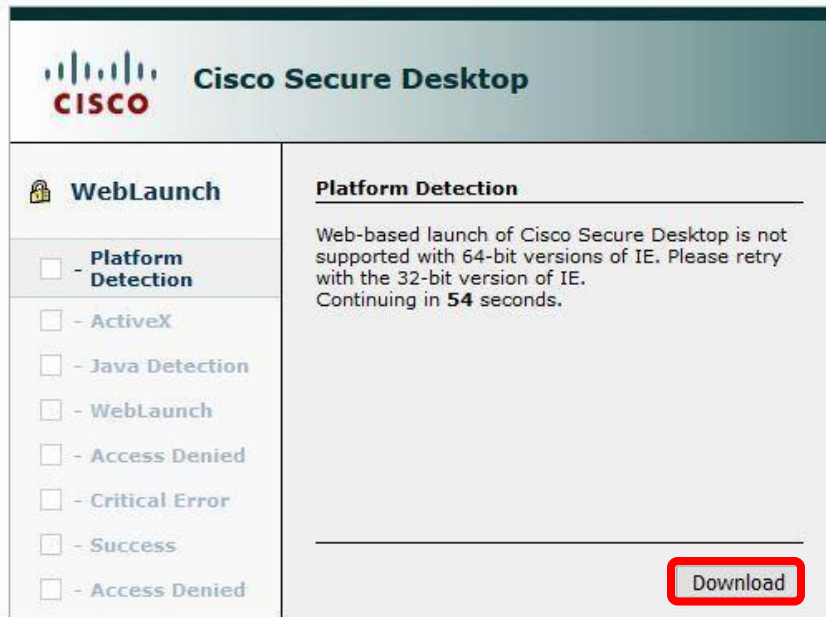 CISCO
Cisco Secure Desktop
WebLaunch
- Platform
Detection
- ActiveX
- Java Detection
- WebLaunch
- Access Denied
- Critical Error
- Success
- Access Denied
Platform Detection
Web-based launch of Cisco Secure Desktop is not
supported with 64-bit versions of IE. Please retry
with the 32-bit version of IE.
Continuing in 54 seconds.
Download